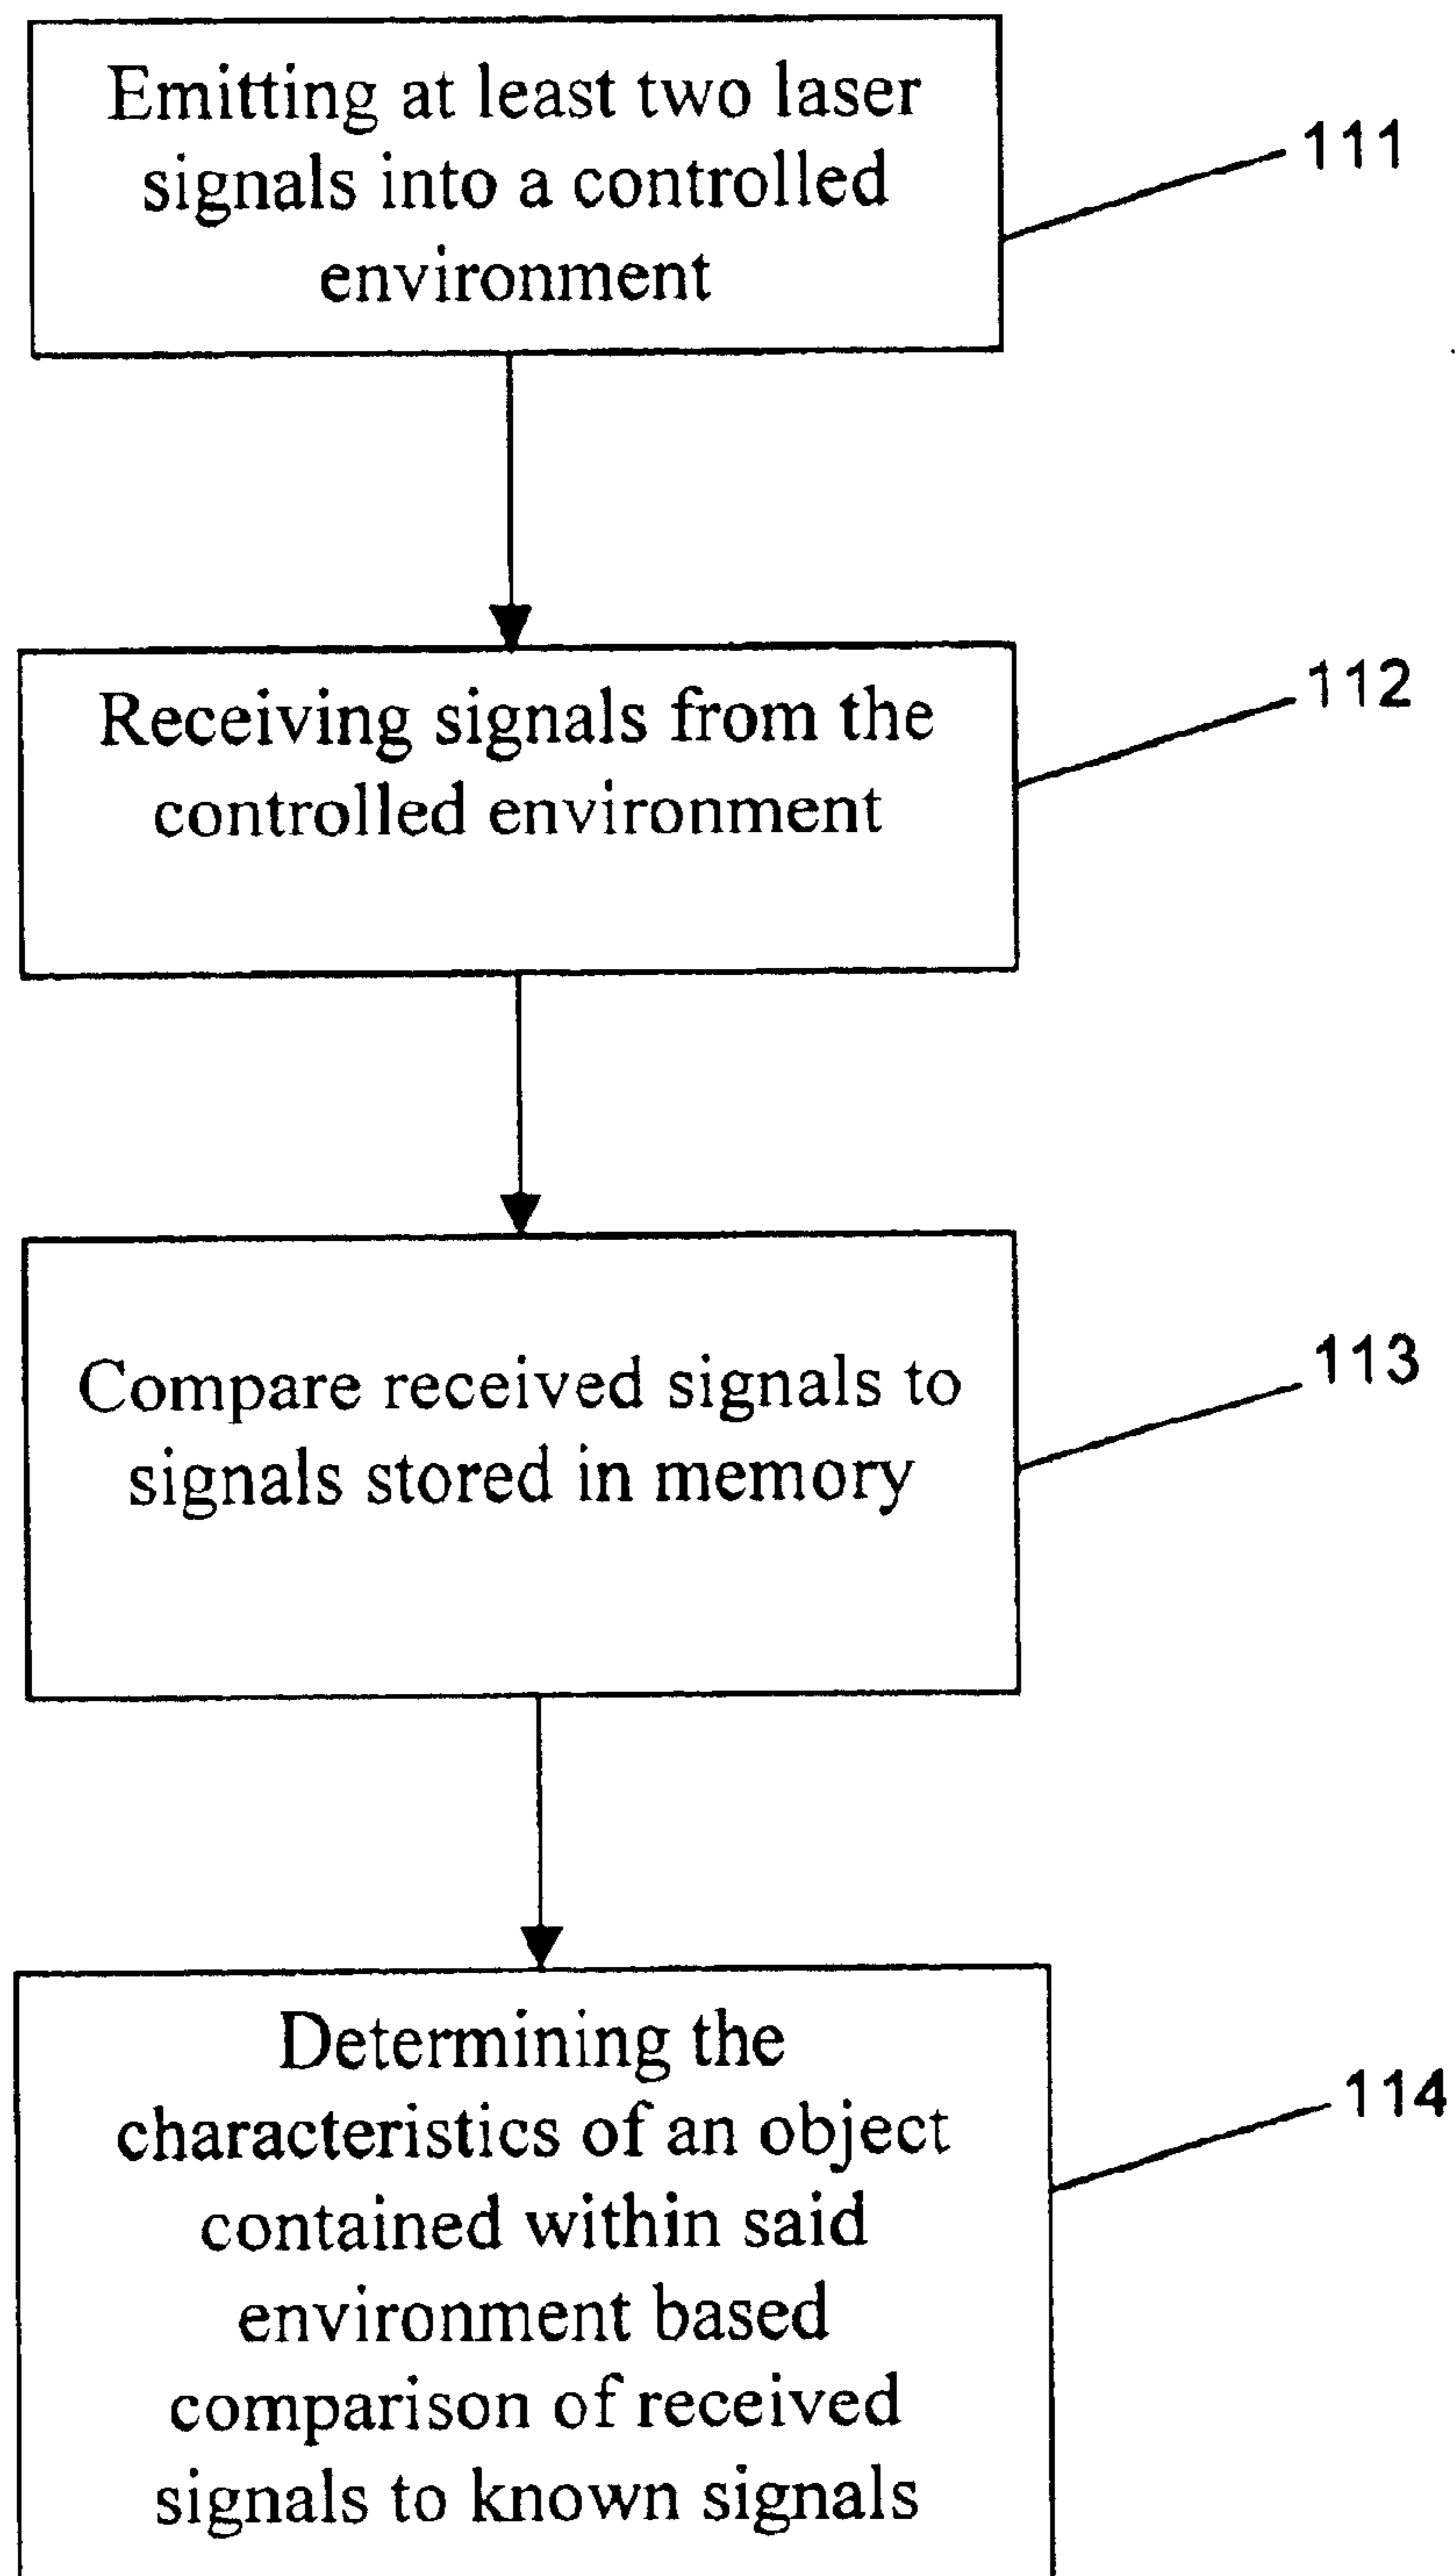 Emitting at least two laser
signals into a controlled
environment
111
Receiving signals from the
controlled environment
112
Compare received signals to
signals stored in memory
113
Determining the
characteristics of an object
contained within said
environment based
comparison of received
signals to known signals
114